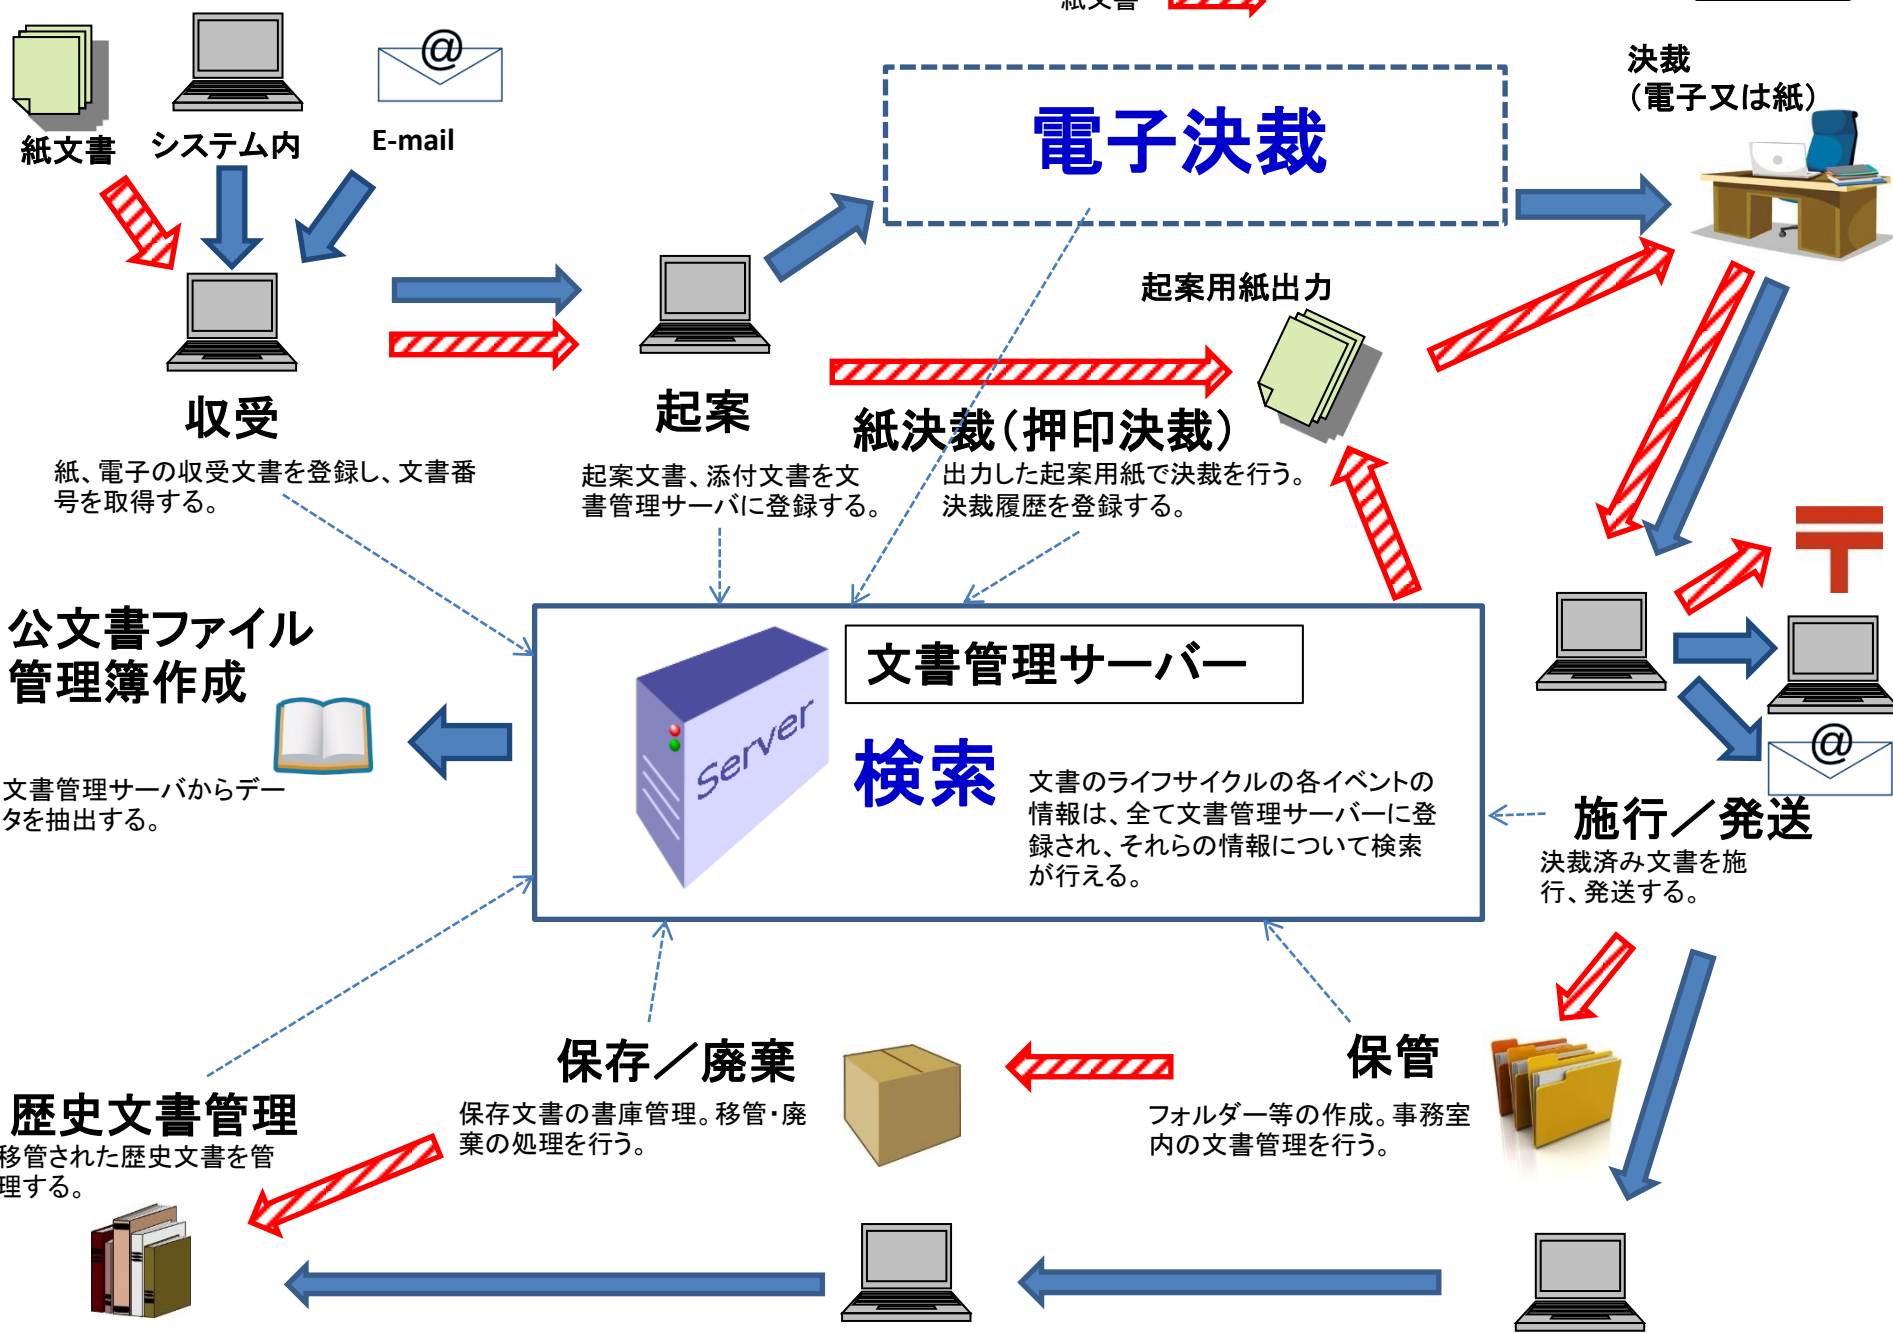 紙文書
決裁
（電子又は紙）
@
紙文書
システム内
E-mail
電子決裁
起案用紙出力
収受
紙、電子の収受文書を登録し、文書番
号を取得する。
起案
起案文書、添付文書を文
書管理サーバに登録する。
紙決裁（押印決裁）
出力した起案用紙で決裁を行う。
決裁履歴を登録する。
〒
公文書ファイル
管理簿作成
文書管理サーバからデー
タを抽出する。
Server
文書管理サーバー
検索
文書のライフサイクルの各イベントの
情報は、全て文書管理サーバーに登
録され、それらの情報について検索
が行える。
@
施行／発送
決裁済み文書を施
行、発送する。
保存／廃棄
保存文書の書庫管理。移管・廃
棄の処理を行う。
保管
フォルダー等の作成。事務室
内の文書管理を行う。
歴史文書管理
移管された歴史文書を管
理する。